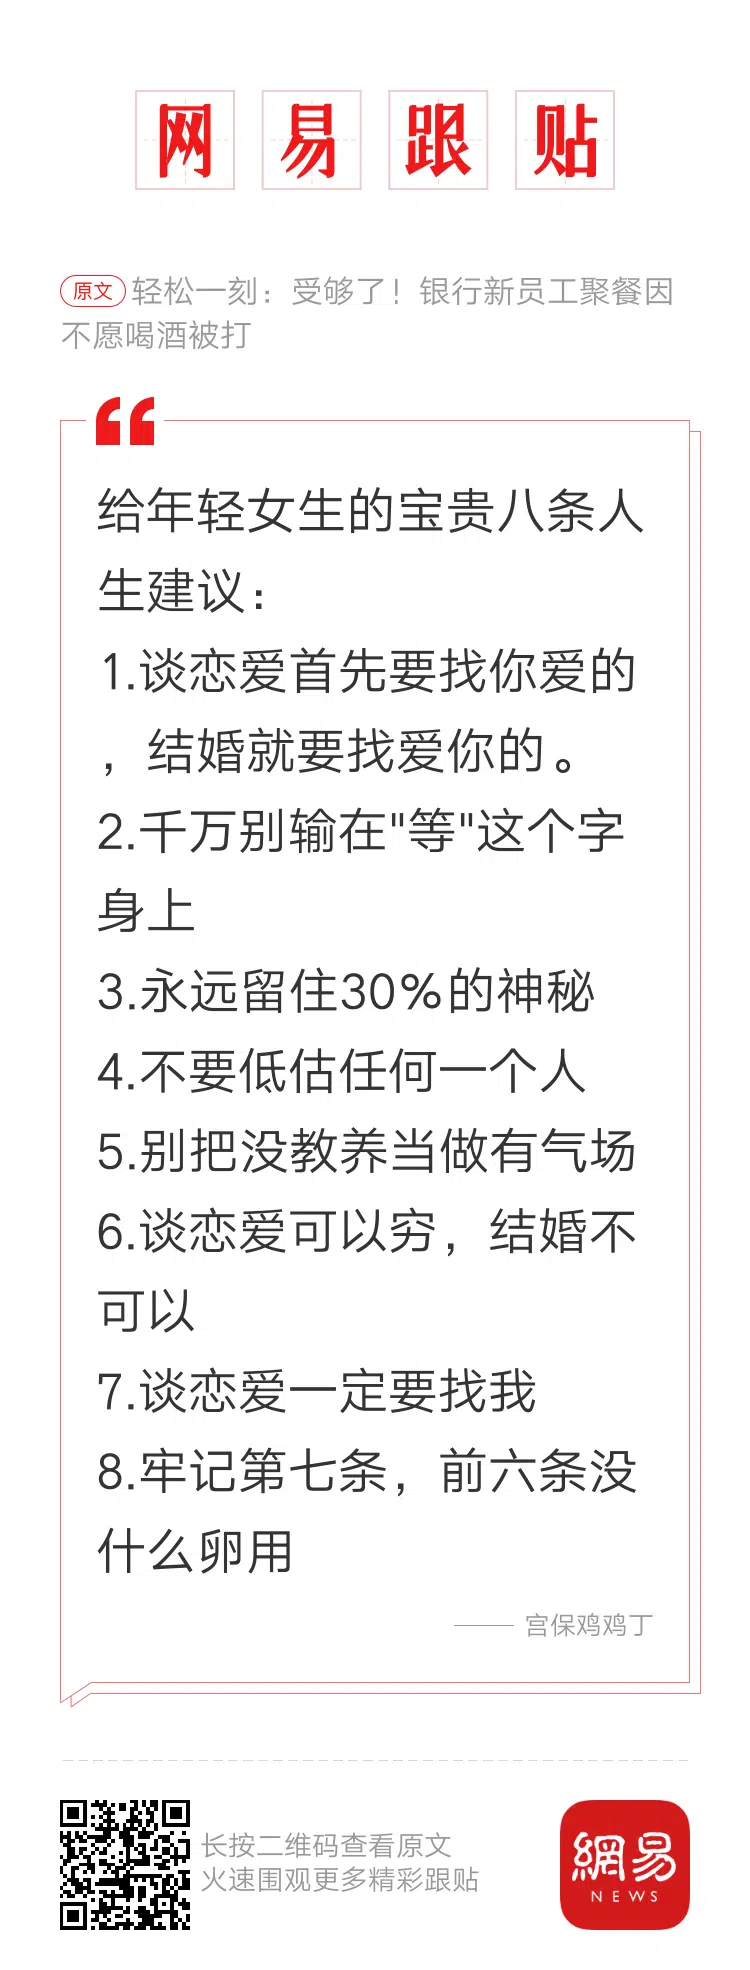 网易跟贴
原文 轻松一刻：受够了！银行新员工聚餐因
不愿喝酒被打
给年轻女生的宝贵八条人
生建议：
1.谈恋爱首先要找你爱的
，结婚就要找爱你的。
2.千万别输在"等"这个字
身上
3.永远留住30%的神秘
4.不要低估任何一个人
5.别把没教养当做有气场
6.谈恋爱可以穷，结婚不
可以
7.谈恋爱一定要找我
8.牢记第七条，前六条没
什么卵用
—— 宫保鸡鸡丁
长按二维码查看原文
火速围观更多精彩跟贴
網易
NEWS